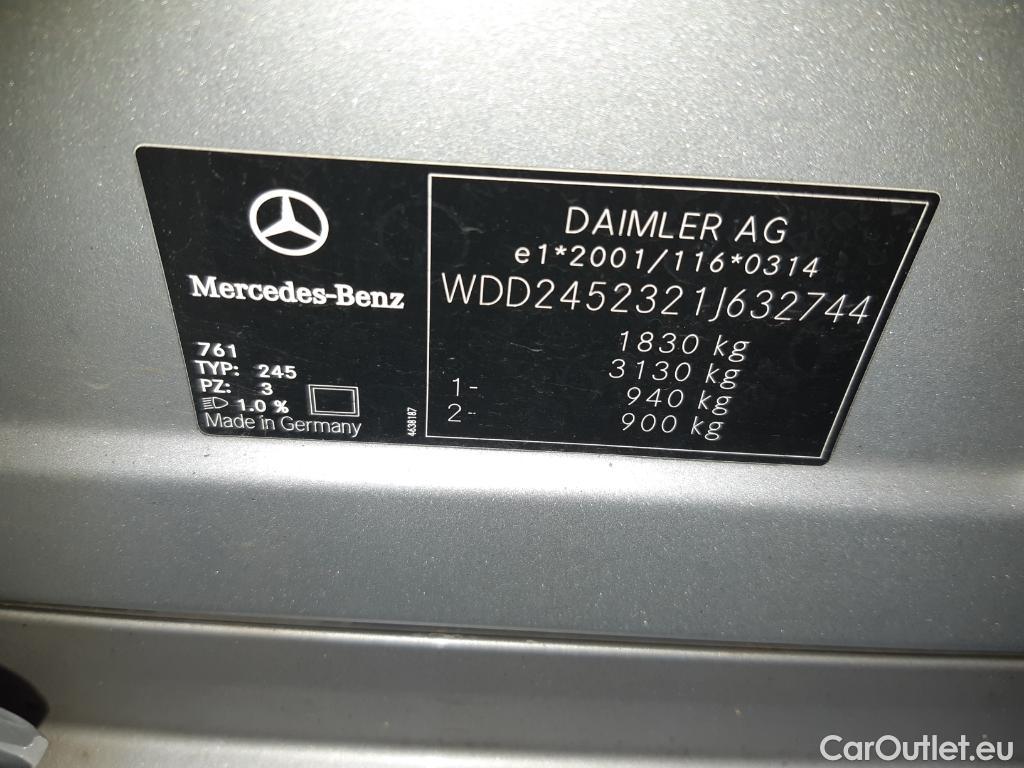 Mercedes-Benz
761
TYP: 245
PZ: 3
1.0 %
Made in Germany
4638187
DAIMLER AG
e1*2001/116*0314
WDD2452321J632744
1830 kg
3130 kg
1- 940 kg
2- 900 kg
CarOutlet.eu